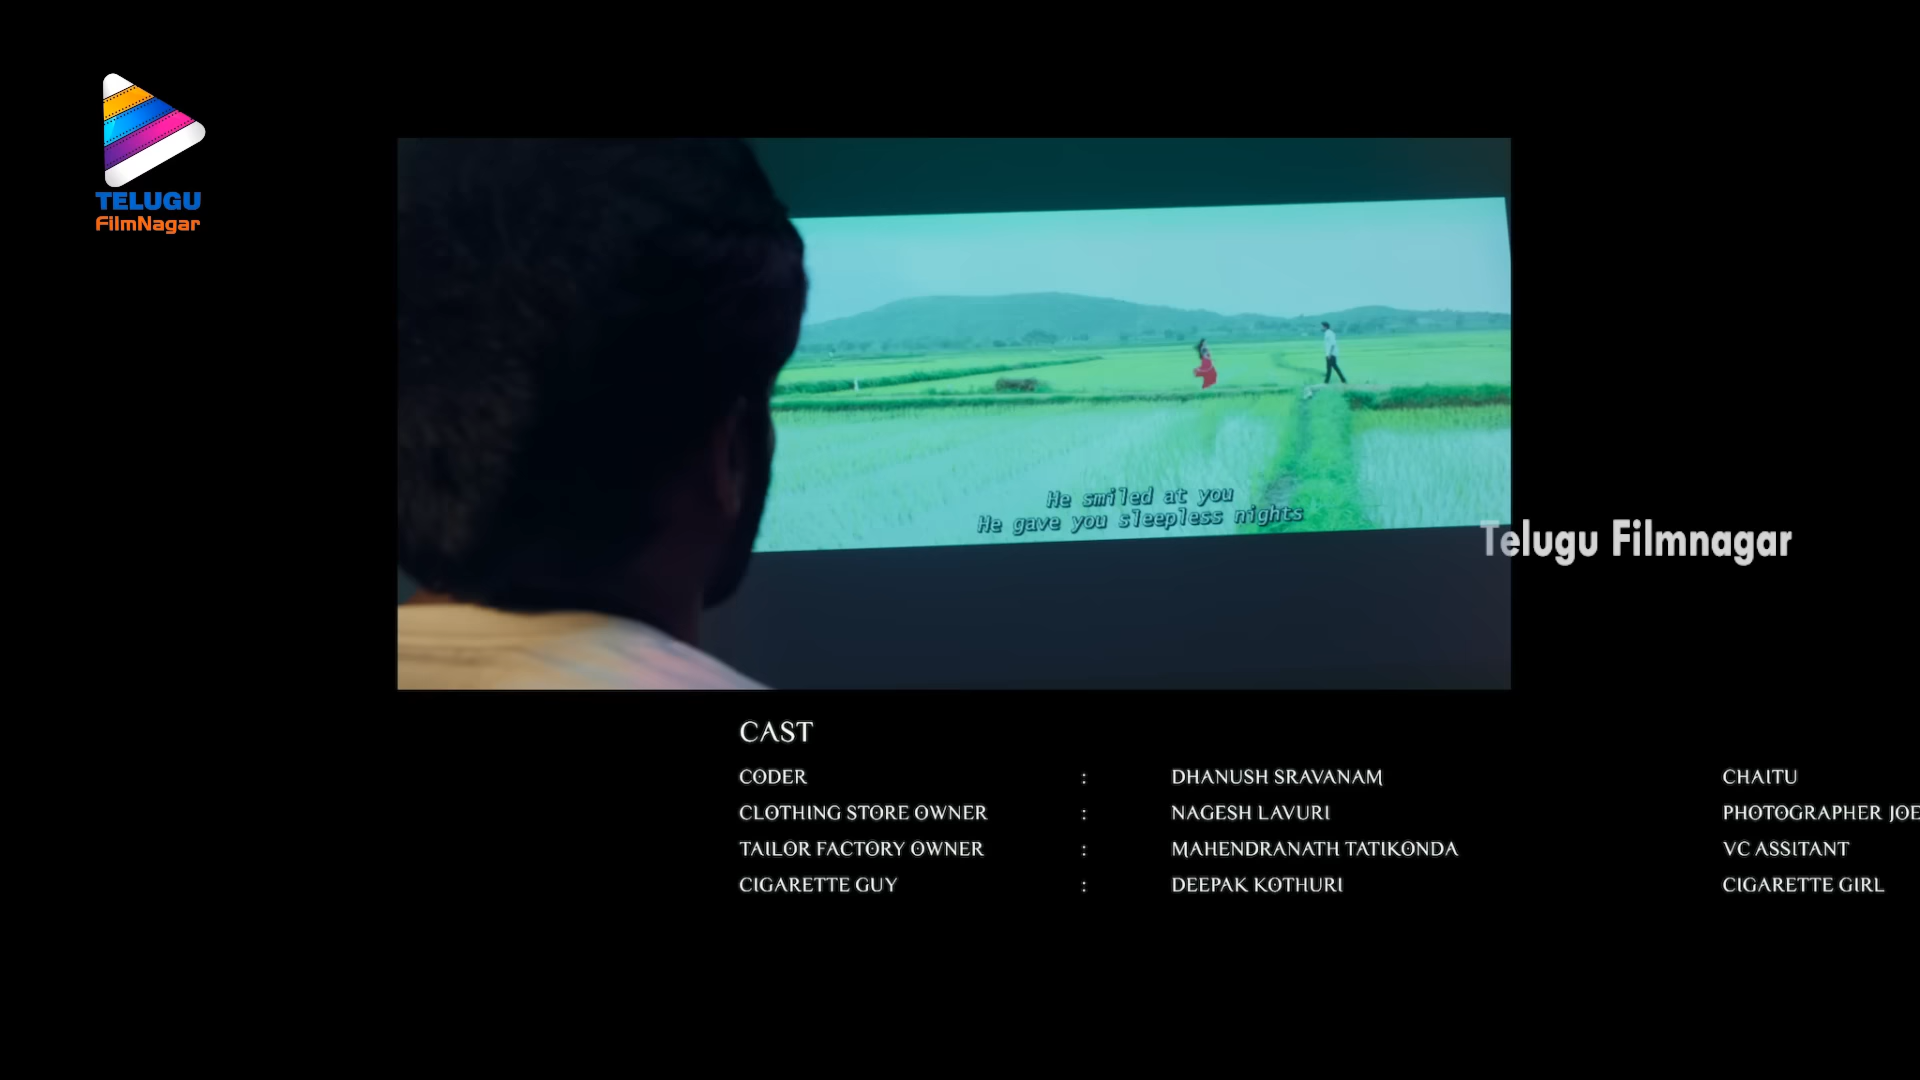 TELUGU
FilmNagar
He smiled at you
He gave you sleepless nights
Telugu Filmnagar
CAST
CODER : DHANUSH SRAVANAM CHAITU
CLOTHING STORE OWNER : NAGESH LAVURI PHOTOGRAPHER JOE
TAILOR FACTORY OWNER : MAHENDRANATH TATIKONDA VC ASSITANT
CIGARETTE GUY : DEEPAK KOTHURI CIGARETTE GIRL